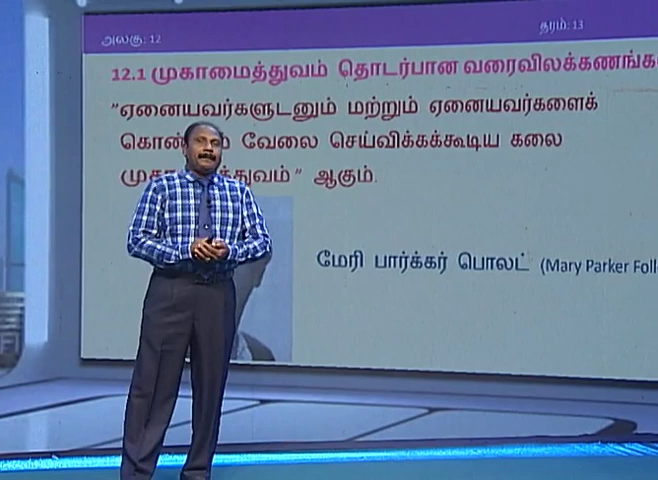 அலகு: 12
தரம்: 13
12.1 முகாமைத்துவம் தொடர்பான வரைவிலக்கணங்க
"ஏனையவர்களுடனும் மற்றும் ஏனையவர்களைக்
வேலை செய்விக்கக்கூடிய கலை
ஆகும்.
மேரி பார்க்கர் பொலட் (Mary Parker Foll